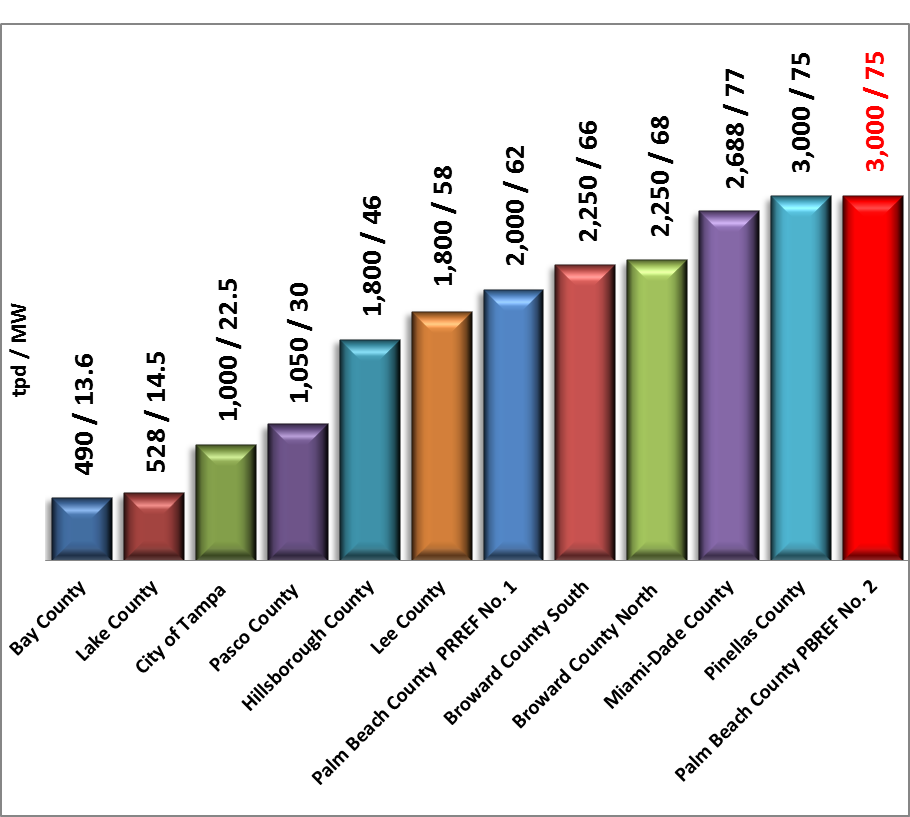 tpd / MW
490 / 13.6
528 / 14.5
1,000 / 22.5
1,050 / 30
1,800 / 46
1,800 / 58
2,000 / 62
2,250 / 66
2,250 / 68
2,688 / 77
3,000 / 75
3,000 / 75
Bay County
Lake County
City of Tampa
Pasco County
Hillsborough County
Lee County
Palm Beach County PRREF No. 1
Broward County South
Broward County North
Miami-Dade County
Pinellas County
Palm Beach County PBREF No. 2